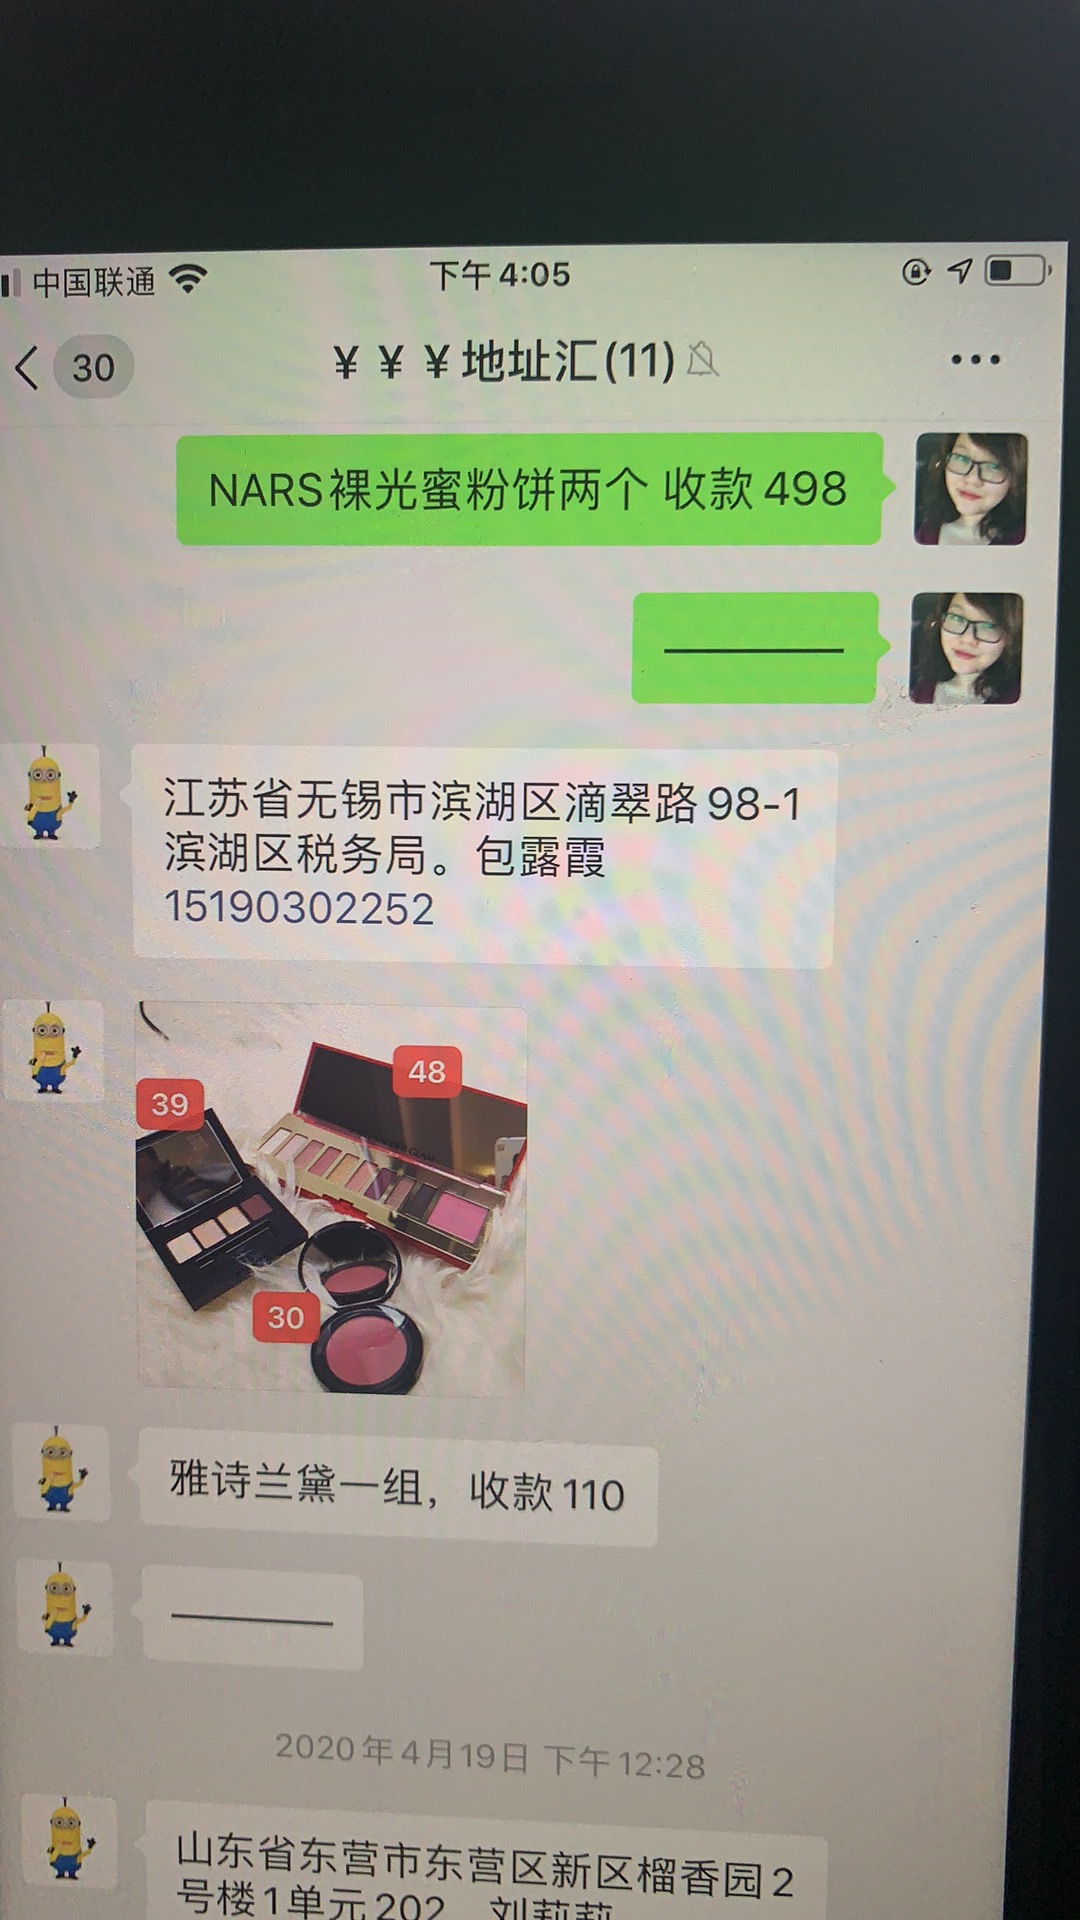 中国联通
下午4:05
30
¥ ¥ ¥地址汇(11)
NARS裸光蜜粉饼两个 收款498
江苏省无锡市滨湖区滴翠路98-1
滨湖区税务局。包露霞
15190302252
39
48
30
雅诗兰黛一组，收款110
2020年4月19日 下午12:28
山东省东营市东营区新区榴香园2
号楼1单元202 刘莉莉